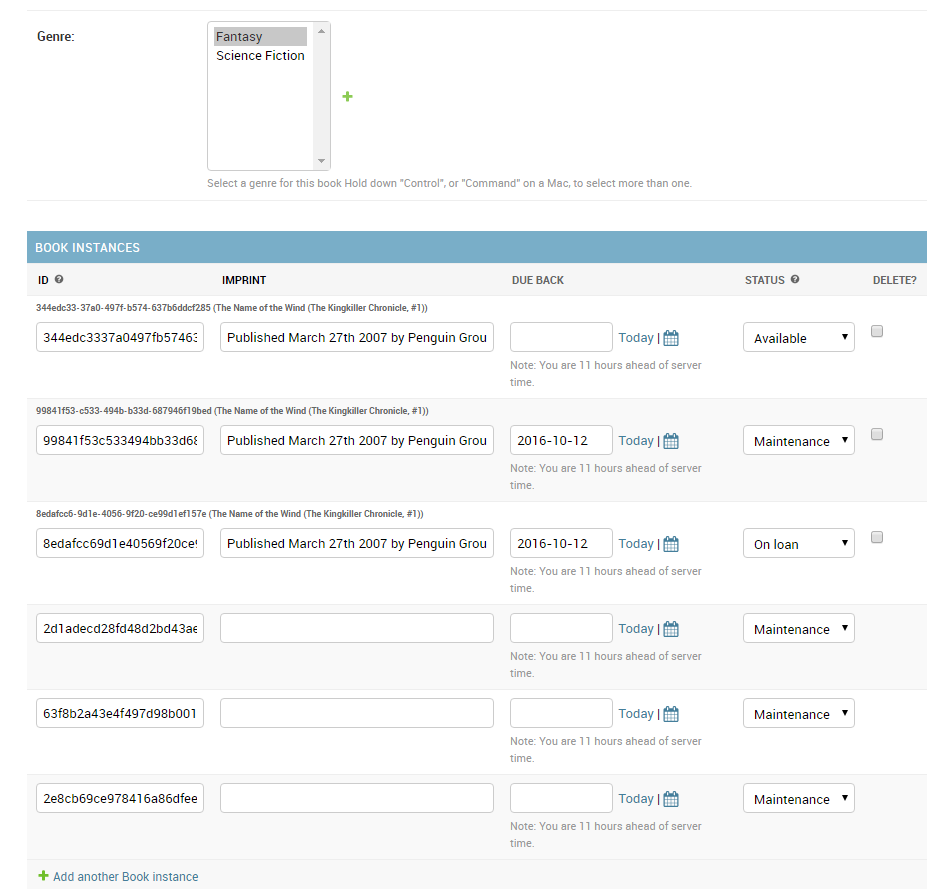 Genre:
Fantasy
Science Fiction
Select a genre for this book Hold down "Control", or "Command" on a Mac, to select more than one.
BOOK INSTANCES
ID IMPRINT DUE BACK STATUS DELETE?
344edc33-37a0-497f-b574-637b6ddcf285 (The Name of the Wind (The Kingkiller Chronicle, #1))
344edc3337a0497fb57463 Published March 27th 2007 by Penguin Grou Today | Available
Note: You are 11 hours ahead of server
time.
99841f53-c533-494b-b33d-687946f19bed (The Name of the Wind (The Kingkiller Chronicle, #1))
99841f53c533494bb33d68 Published March 27th 2007 by Penguin Grou 2016-10-12 Today | Maintenance
Note: You are 11 hours ahead of server
time.
8edafcc6-9d1e-4056-9f20-ce99d1ef157e (The Name of the Wind (The Kingkiller Chronicle, #1))
8edafcc69d1e40569f20ce9 Published March 27th 2007 by Penguin Grou 2016-10-12 Today | On loan
Note: You are 11 hours ahead of server
time.
2d1adecd28fd48d2bd43ae Today | Maintenance
Note: You are 11 hours ahead of server
time.
63f8b2a43e4f497d98b001 Today | Maintenance
Note: You are 11 hours ahead of server
time.
2e8cb69ce978416a86dfee Today | Maintenance
Note: You are 11 hours ahead of server
time.
Add another Book instance